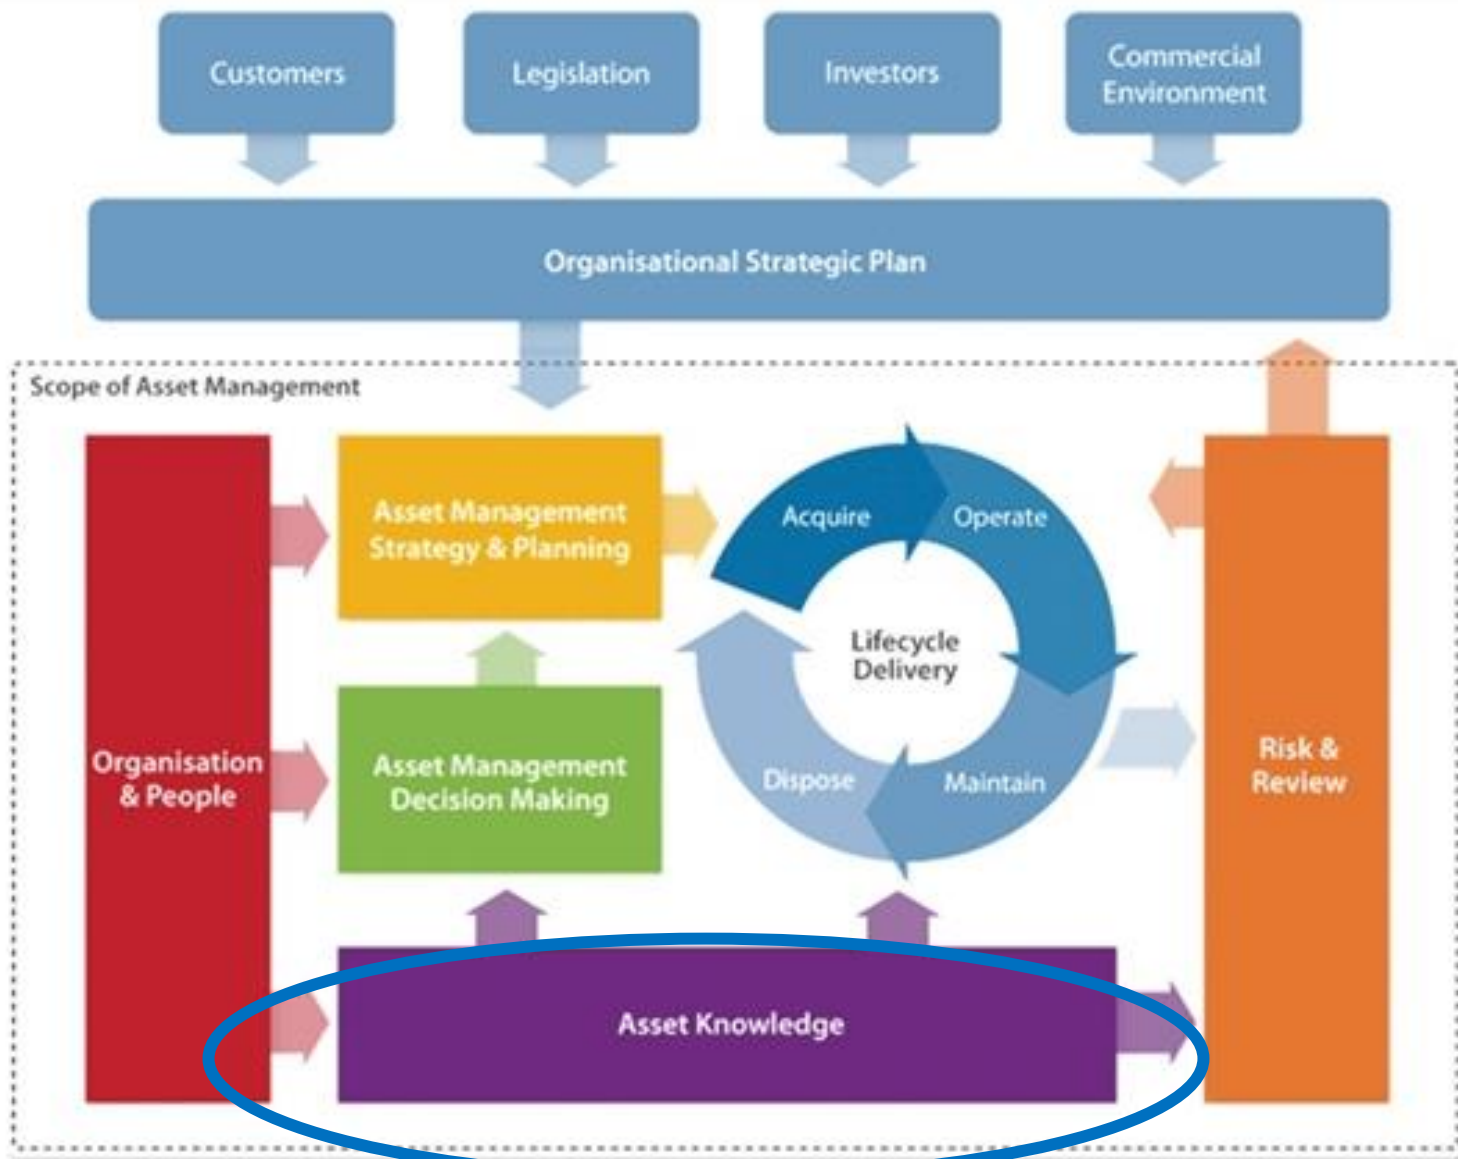 Customers
Legislation
Investors
Commercial
Environment
Organisational Strategic Plan
Scope of Asset Management
Asset Management
Strategy & Planning
Acquire
Operate
Lifecycle
Delivery
Organisation
& People
Asset Management
Decision Making
Dispose
Maintain
Risk &
Review
Asset Knowledge